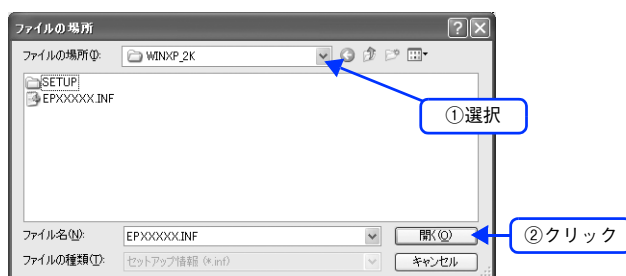 ファイルの場所
ファイルの場所(I):
WINXP_2K
SETUP
EPXXXXX.INF
①選択
ファイル名(N):
EPXXXXX.INF
開く(O)
②クリック
ファイルの種類(T):
セットアップ情報 (*.inf)
キャンセル